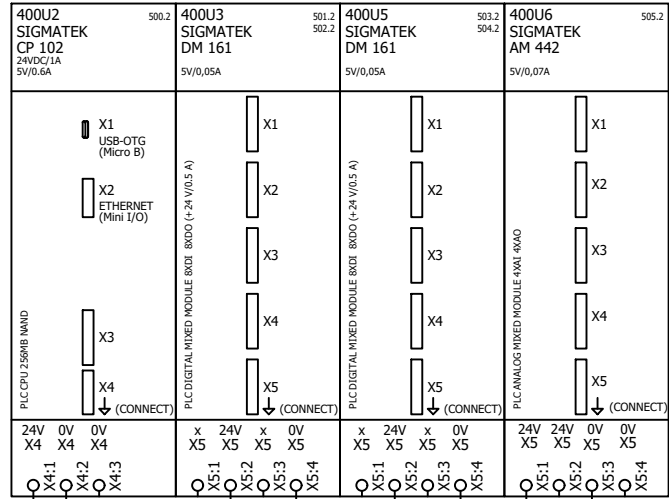 400U2
500.2
SIGMATEK
CP 102
24VDC/1A
5V/0.6A
X1
USB-OTG
(Micro B)
X2
ETHERNET
(Mini I/O)
X3
X4
(CONNECT)
PLC CPU 256MB NAND
24V 0V 0V
X4 X4 X4
X4:1 X4:2 X4:3
400U3
501.2
502.2
SIGMATEK
DM 161
5V/0,05A
X1
X2
X3
X4
X5
(CONNECT)
PLC DIGITAL MIXED MODULE 8XDI 8XDO (+24 V/0.5 A)
x 24V x 0V
X5 X5 X5 X5
X5:1 X5:2 X5:3 X5:4
400U5
503.2
504.2
SIGMATEK
DM 161
5V/0,05A
X1
X2
X3
X4
X5
(CONNECT)
PLC DIGITAL MIXED MODULE 8XDI 8XDO (+24 V/0.5 A)
x 24V x 0V
X5 X5 X5 X5
X5:1 X5:2 X5:3 X5:4
400U6
505.2
SIGMATEK
AM 442
5V/0,07A
X1
X2
X3
X4
X5
(CONNECT)
PLC ANALOG MIXED MODULE 4XAI 4XAO
24V 24V 0V 0V
X5 X5 X5 X5
X5:1 X5:2 X5:3 X5:4